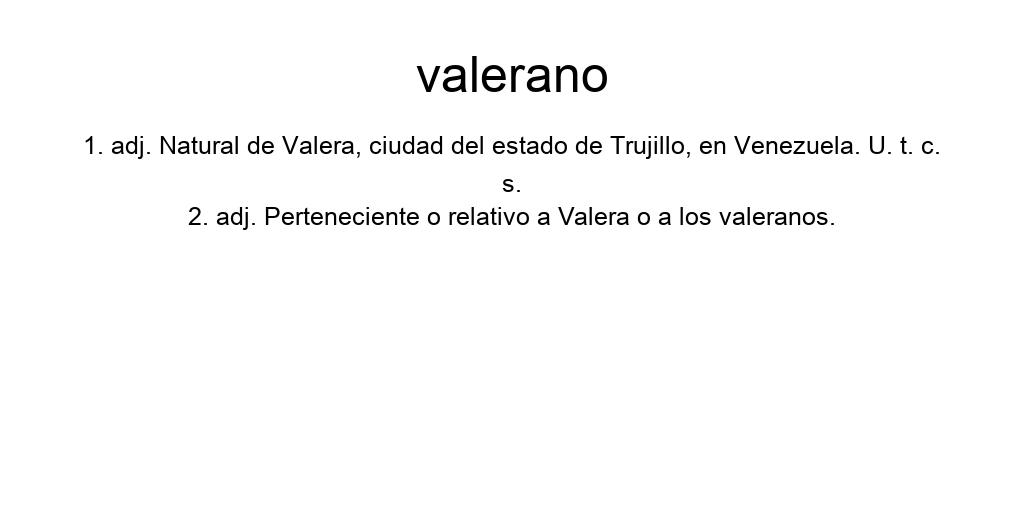 valerano
1. adj. Natural de Valera, ciudad del estado de Trujillo, en Venezuela. U. t. c.
s.
2. adj. Perteneciente o relativo a Valera o a los valeranos.